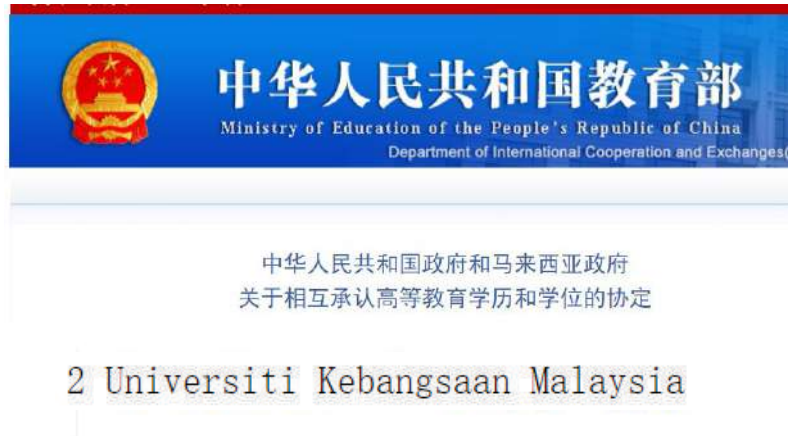 中华人民共和国教育部
Ministry of Education of the People's Republic of China
Department of International Cooperation and Exchanges(
中华人民共和国政府和马来西亚政府
关于相互承认高等教育学历和学位的协定
2 Universiti Kebangsaan Malaysia